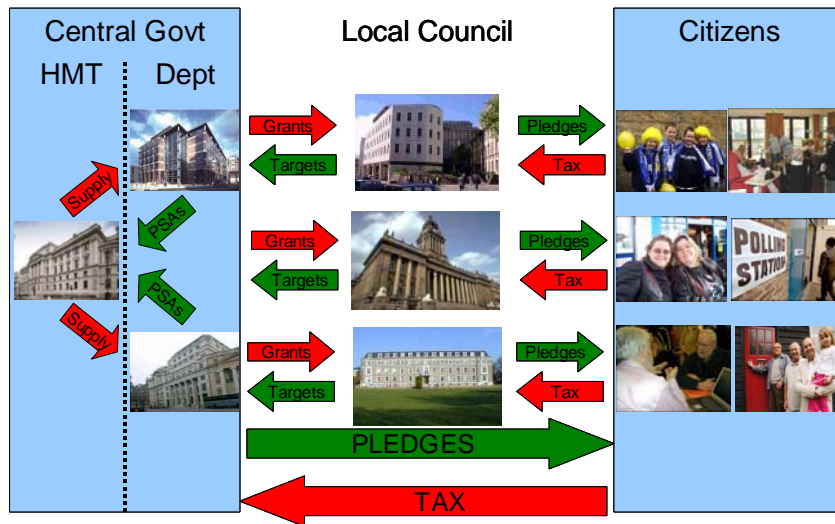 Central Govt
Local Council
Citizens
HMT
Dept
Grants
Pledges
Targets
Tax
Supply
PSAs
Grants
Pledges
POLLING
STATION
Targets
Tax
PSAs
Supply
Grants
Pledges
Targets
Tax
PLEDGES
TAX